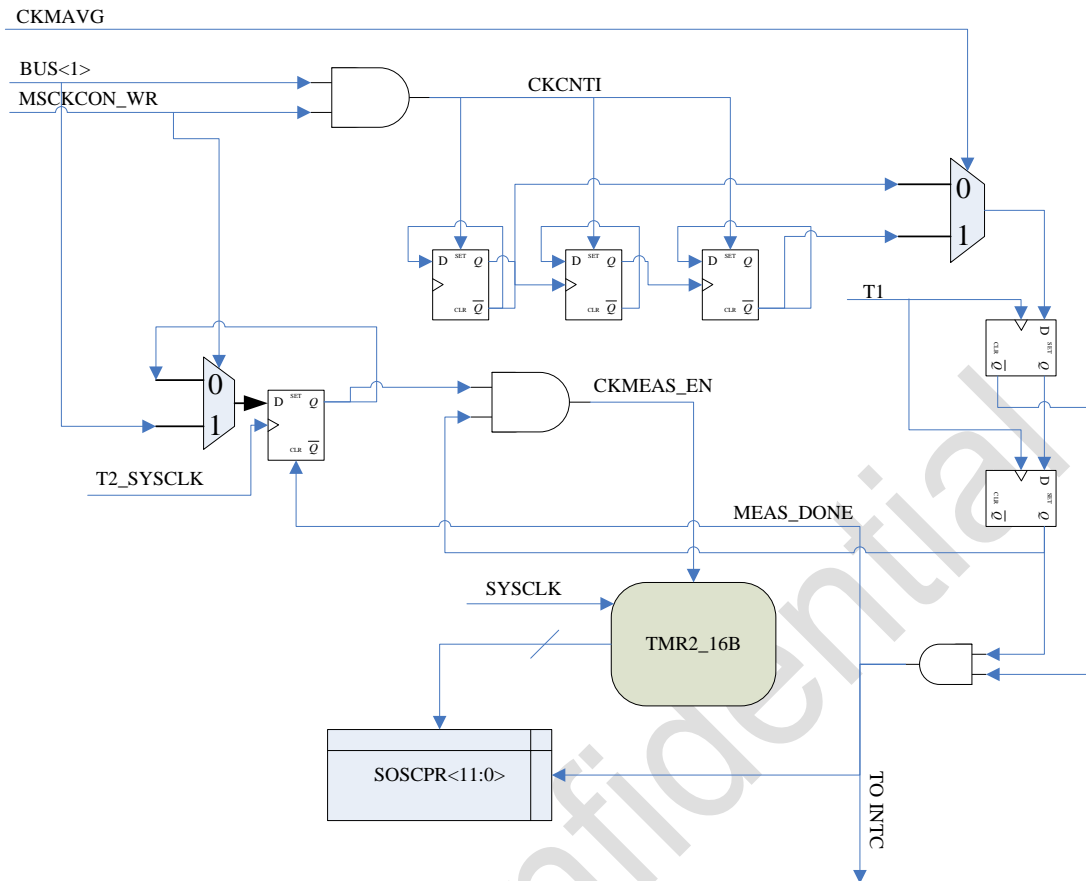 CKMAVG
BUS<1>
MSCKCON_WR
CKCNTI
0
1
D SET Q
CLR Q
D SET Q
CLR Q
D SET Q
CLR Q
T1
D SET Q
CLR Q
0
1
D SET Q
CLR Q
CKMEAS_EN
T2_SYSCLK
D SET Q
CLR Q
MEAS_DONE
SYSCLK
TMR2_16B
SOSCPR<11:0>
TO INTC
nfidential